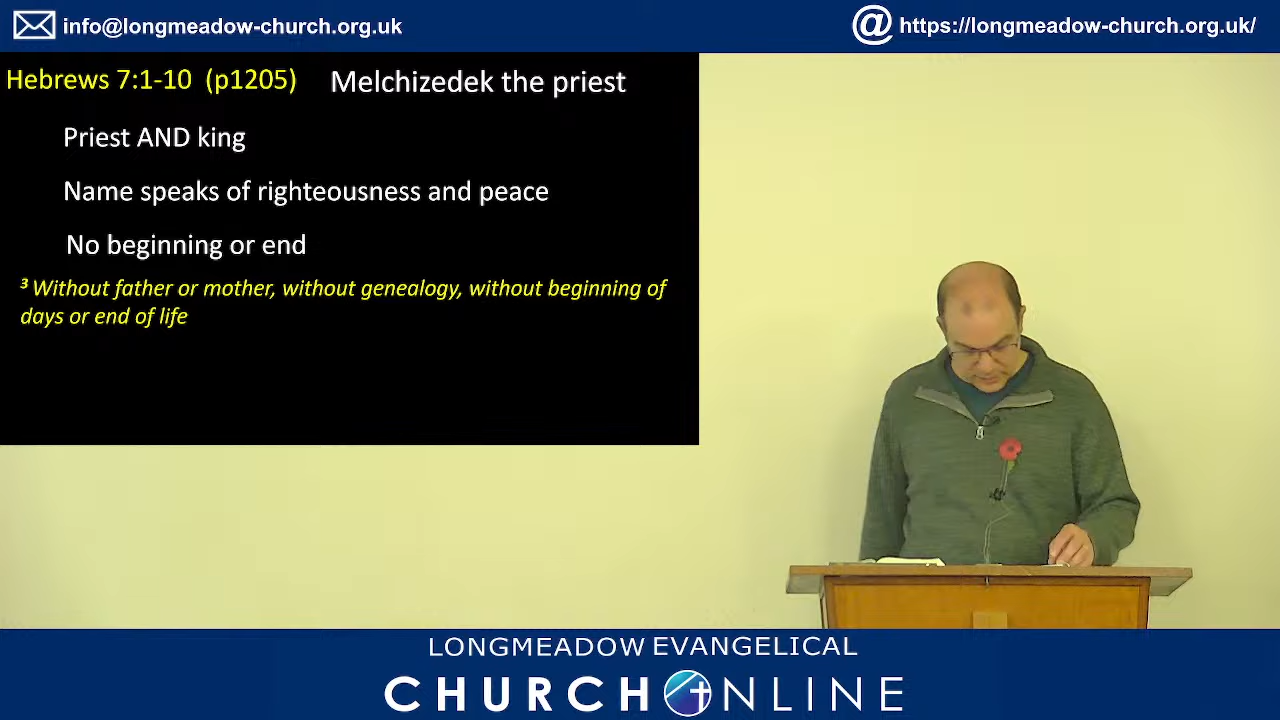 info@longmeadow-church.org.uk
@ https://longmeadow-church.org.uk/
Hebrews 7:1-10 (p1205) Melchizedek the priest
Priest AND king
Name speaks of righteousness and peace
No beginning or end
³ Without father or mother, without genealogy, without beginning of
days or end of life
LONGMEADOW EVANGELICAL
CHURCH ONLINE